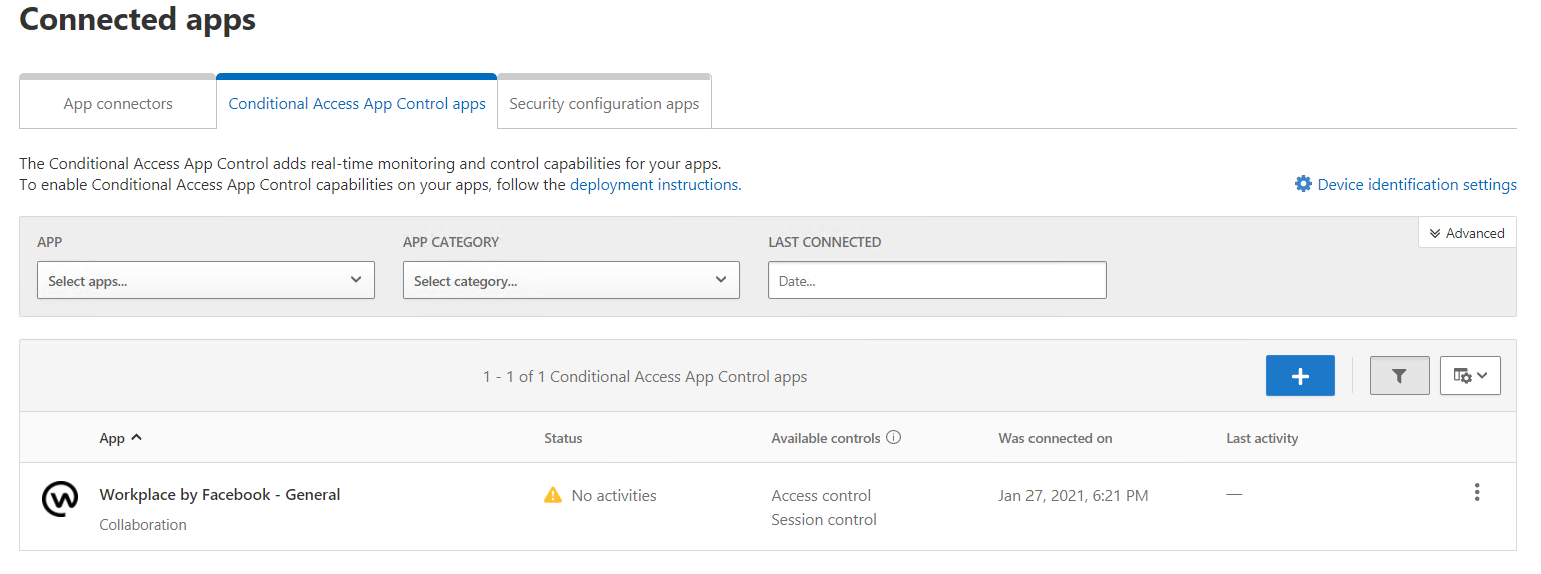 Connected apps
App connectors
Conditional Access App Control apps
Security configuration apps
The Conditional Access App Control adds real-time monitoring and control capabilities for your apps.
To enable Conditional Access App Control capabilities on your apps, follow the deployment instructions.
Device identification settings
Advanced
APP
APP CATEGORY
LAST CONNECTED
Select apps...
Select category...
Date...
1 - 1 of 1 Conditional Access App Control apps
App
Status
Available controls
Was connected on
Last activity
Workplace by Facebook - General
Collaboration
No activities
Access control
Session control
Jan 27, 2021, 6:21 PM
—